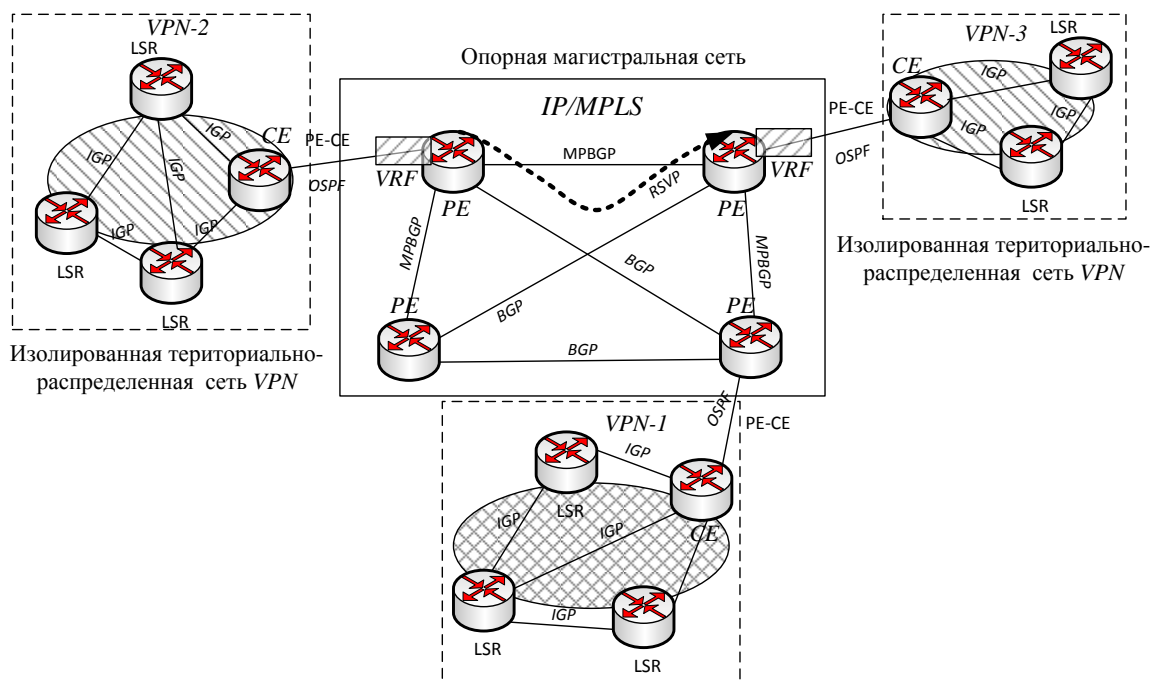 VPN-2
LSR
IGP
CE
IGP
IGP
LSR
IGP
IGP
LSR
PE-CE
OSPF
Изолированная териториально-
распределенная сеть VPN
Опорная магистральная сеть
IP/MPLS
VRF
PE
MPBGP
RSVP
PE
VRF
MPBGP
BGP
MPBGP
PE
BGP
PE
BGP
PE-CE
OSPF
VPN-3
LSR
CE
IGP
IGP
IGP
LSR
Изолированная териториально-
распределенная сеть VPN
OSPF
PE-CE
VPN-1
IGP
LSR
IGP
IGP
CE
IGP
LSR
LSR